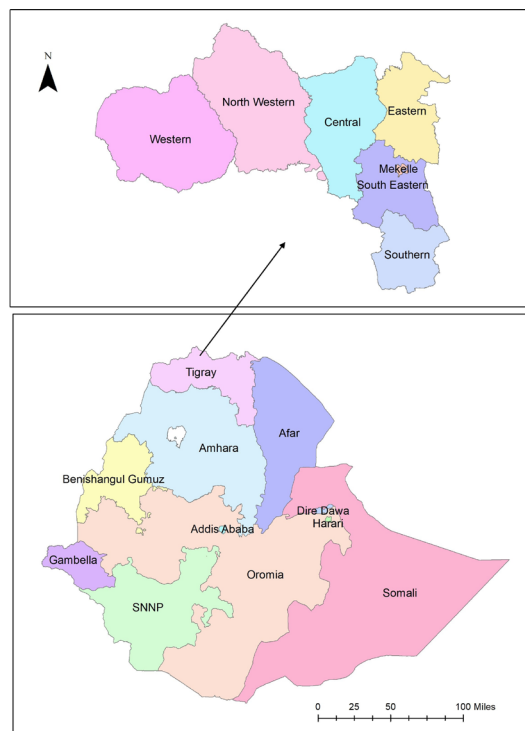 N
North Western
Eastern
Central
Western
Mekelle
South Eastern
Southern
Tigray
Afar
Amhara
Benishangul Gumuz
Dire Dawa
Harari
Addis Ababa
Gambella
Oromia
Somali
SNNP
0 25 50 100 Miles